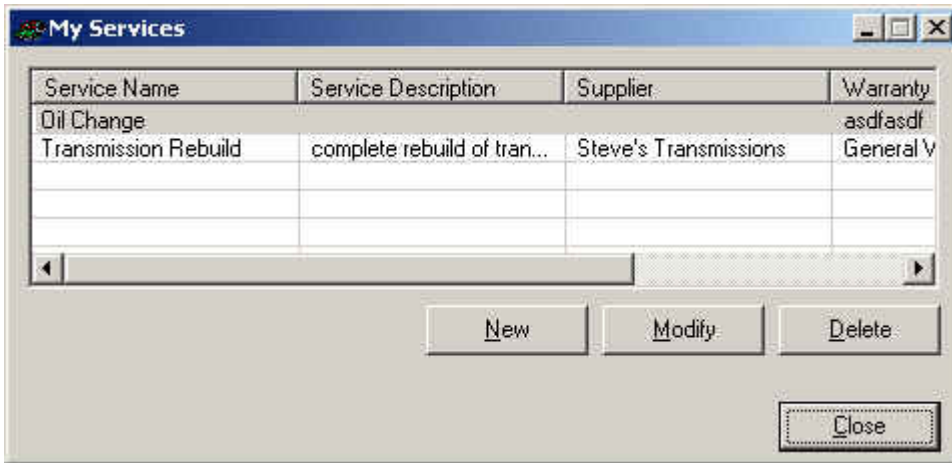 My Services
Service Name Service Description Supplier Warranty
Oil Change asdfasdf
Transmission Rebuild complete rebuild of tran... Steve's Transmissions General V
New Modify Delete
Close